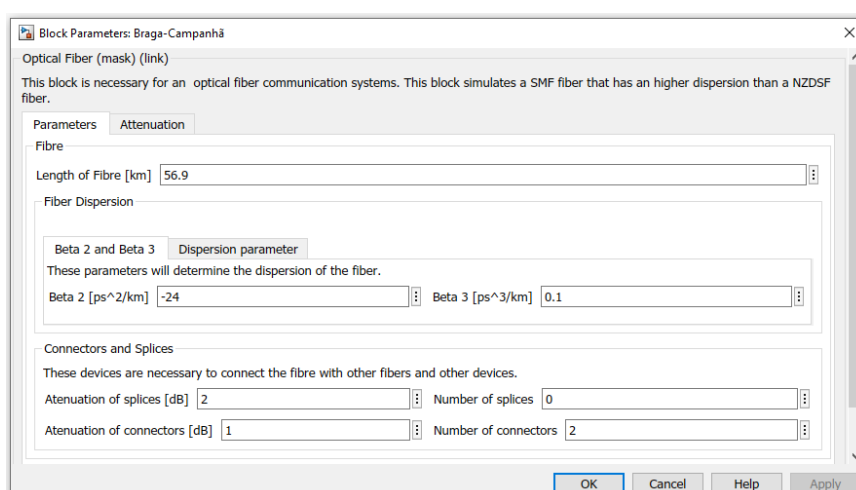 Block Parameters: Braga-Campanhã
Optical Fiber (mask) (link)
This block is necessary for an optical fiber communication systems. This block simulates a SMF fiber that has an higher dispersion than a NZDSF
fiber.
Parameters Attenuation
Fibre
Length of Fibre [km] 56.9
Fiber Dispersion
Beta 2 and Beta 3 Dispersion parameter
These parameters will determine the dispersion of the fiber.
Beta 2 [ps^2/km] -24 Beta 3 [ps^3/km] 0.1
Connectors and Splices
These devices are necessary to connect the fibre with other fibers and other devices.
Atenuation of splices [dB] 2 Number of splices 0
Atenuation of connectors [dB] 1 Number of connectors 2
OK Cancel Help Apply